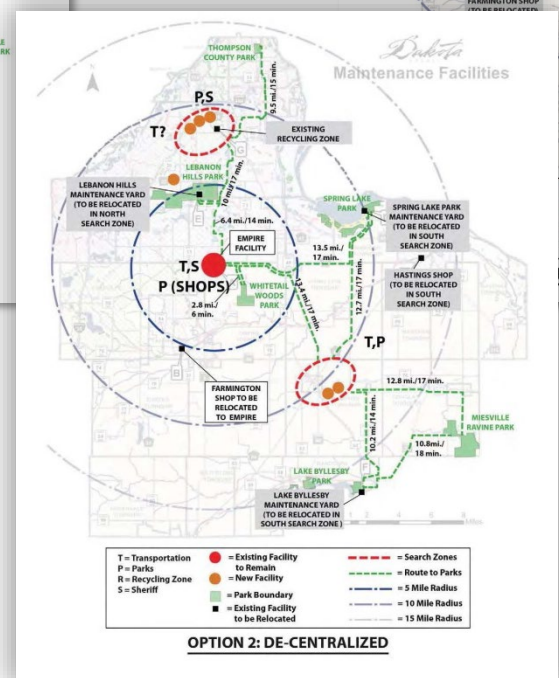 FARMINGTON SHOP
(TO BE RELOCATED
Dakota
Maintenance Facilities
THOMPSON
COUNTY PARK
9.5 mi./15 min.
P,S
T?
EXISTING
RECYCLING ZONE
LEBANON
HILLS PARK
10 mi./17 min.
LEBANON HILLS
MAINTENANCE YARD
(TO BE RELOCATED
IN NORTH
SEARCH ZONE)
6.4 mi./14 min.
EMPIRE
FACILITY
SPRING LAKE
PARK
SPRING LAKE PARK
MAINTENANCE YARD
(TO BE RELOCATED
IN SOUTH
SEARCH ZONE)
13.5 mi./
17 min.
T,S
P (SHOPS)
HASTINGS SHOP
(TO BE RELOCATED
IN SOUTH
SEARCH ZONE)
2.8 mi./
6 min.
WHITETAIL
WOODS
PARK
13.4 mi./17 min.
12.7 mi./17 min.
T,P
FARMINGTON
SHOP TO BE
RELOCATED
TO EMPIRE
12.8 mi./17 min.
10.2 mi./14 min.
MIESVILLE
RAVINE PARK
10.8mi./
18 min.
LAKE BYLLESBY
PARK
LAKE BYLLESBY
MAINTENANCE YARD
(TO BE RELOCATED IN
SOUTH SEARCH ZONE )
T = Transportation
P = Parks
R = Recycling Zone
S = Sheriff
= Existing Facility
to Remain
= New Facility
= Park Boundary
= Existing Facility
to be Relocated
= Search Zones
= Route to Parks
= 5 Mile Radius
= 10 Mile Radius
= 15 Mile Radius
OPTION 2: DE-CENTRALIZED